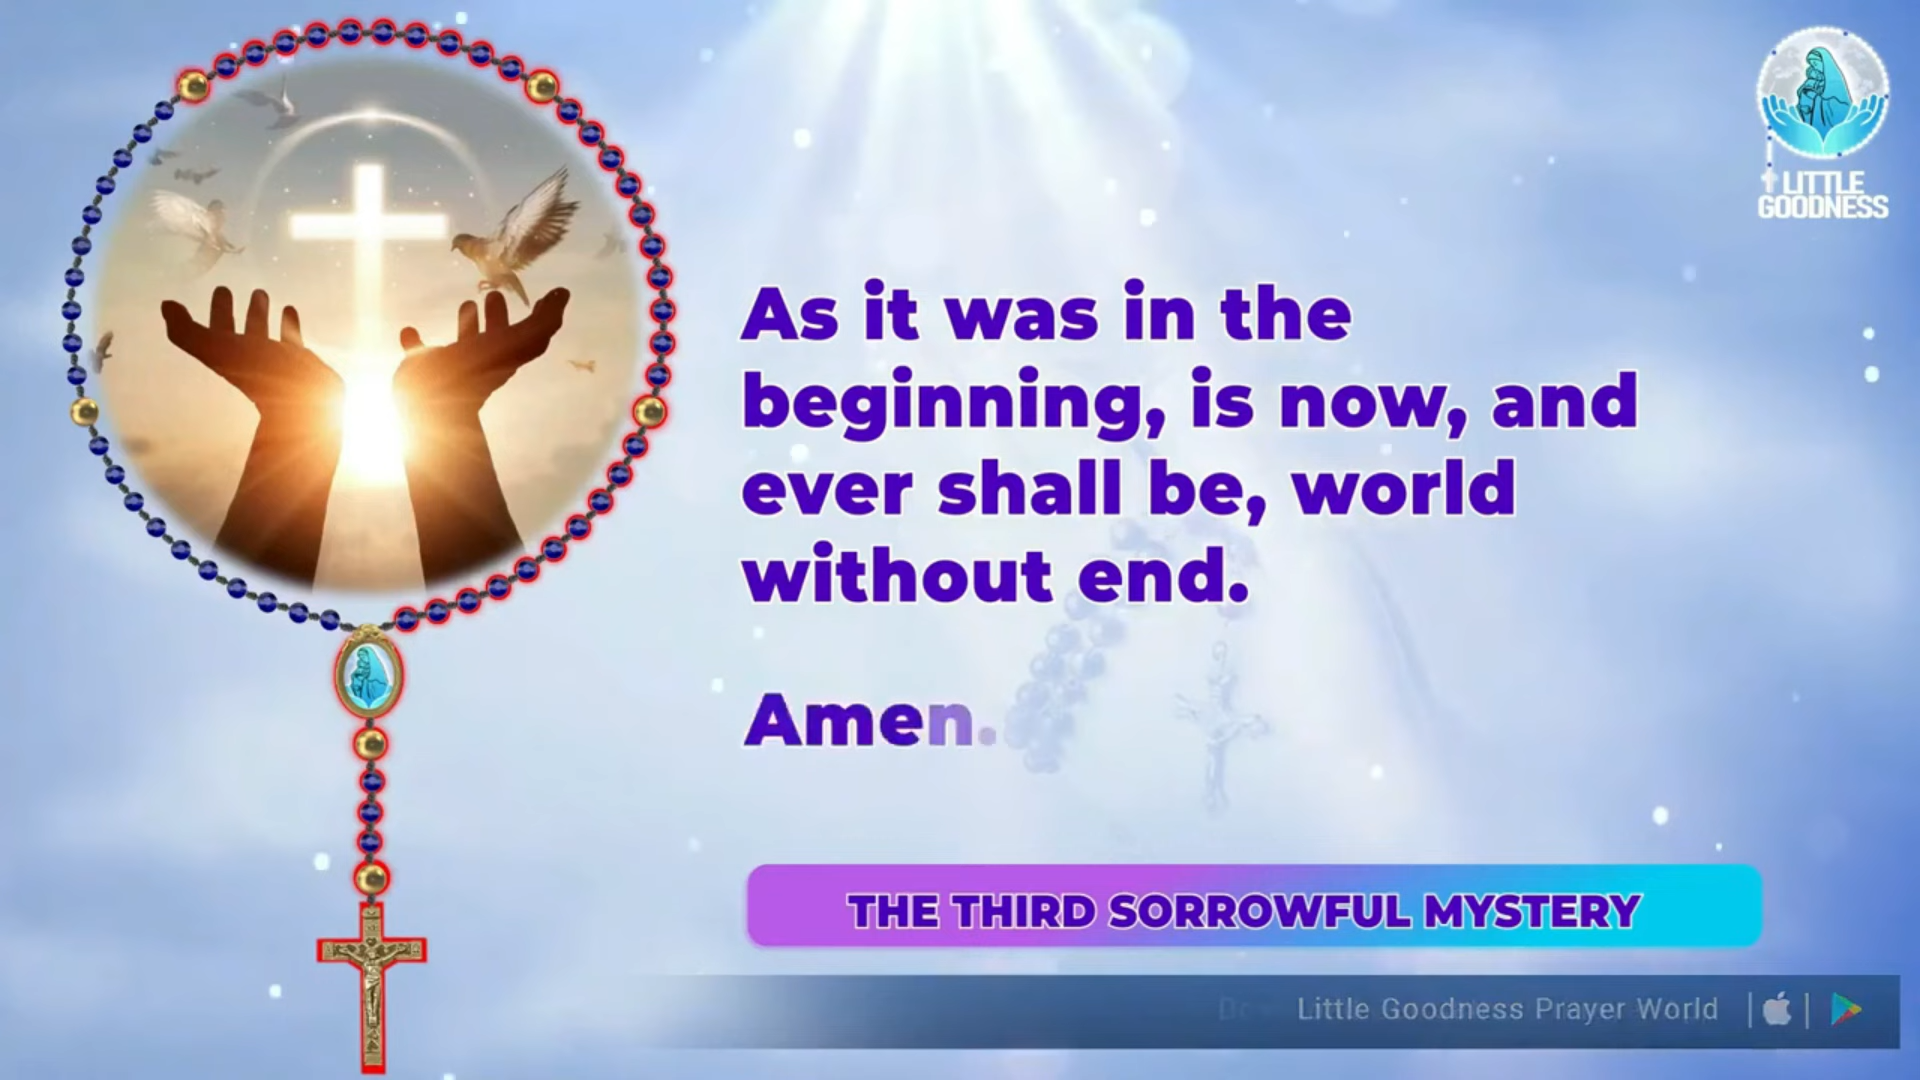 LITTLE
GOODNESS
As it was in the
beginning, is now, and
ever shall be, world
without end.
Amen.
THE THIRD SORROWFUL MYSTERY
Little Goodness Prayer World